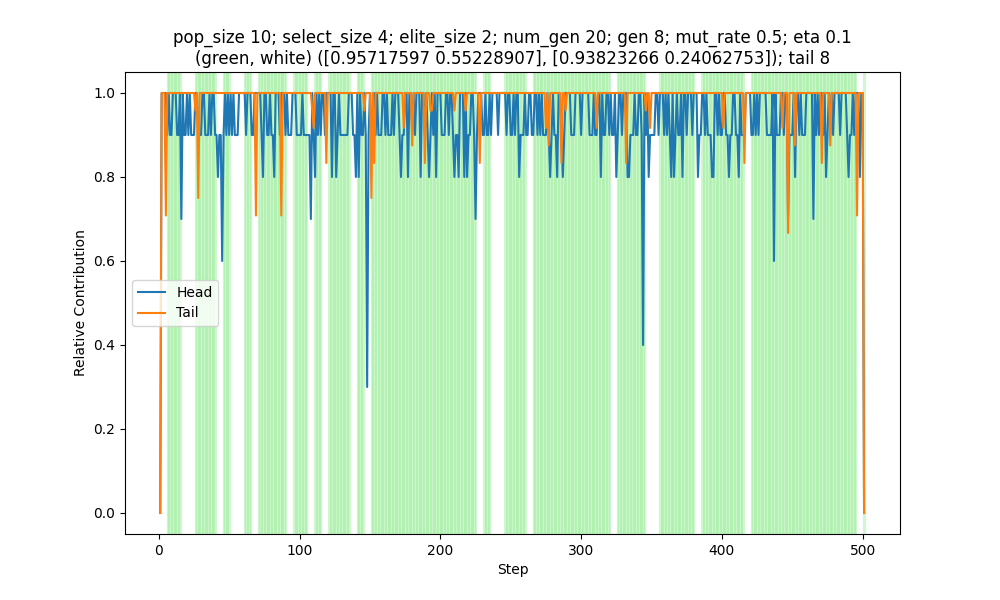 pop_size 10; select_size 4; elite_size 2; num_gen 20; gen 8; mut_rate 0.5; eta 0.1
(green, white) ([0.95717597 0.55228907], [0.93823266 0.24062753]); tail 8
1.0
0.8
0.6
0.4
0.2
0.0
Relative Contribution
Head
Tail
0
100
200
300
400
500
Step